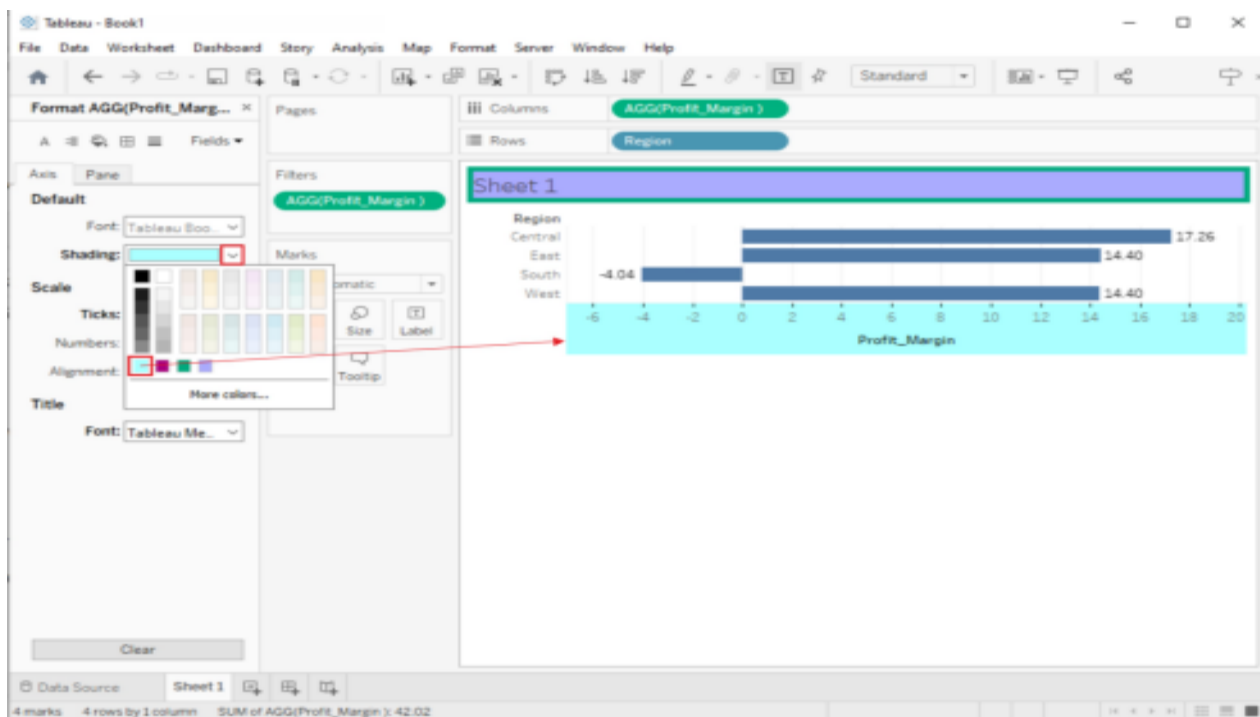 Tableau - Book1
File Data Worksheet Dashboard Story Analysis Map Format Server Window Help
Standard
Format AGG(Profit_Marg... ×
Fields
Axis Pane
Default
Font: Tableau Boo...
Shading:
Scale
Ticks:
Numbers:
Alignment:
More colors...
Title
Font: Tableau Me...
Clear
Pages
Filters
AGG(Profit_Margin )
Marks
omatic
Size Label
Tooltip
Columns AGG(Profit_Margin )
Rows Region
Sheet 1
Region
Central 17.26
East 14.40
South -4.04
West 14.40
-6 -4 -2 0 2 4 6 8 10 12 14 16 18 20
Profit_Margin
Data Source Sheet 1
4 marks 4 rows by 1 column SUM of AGG(Profit_Margin ): 42.02